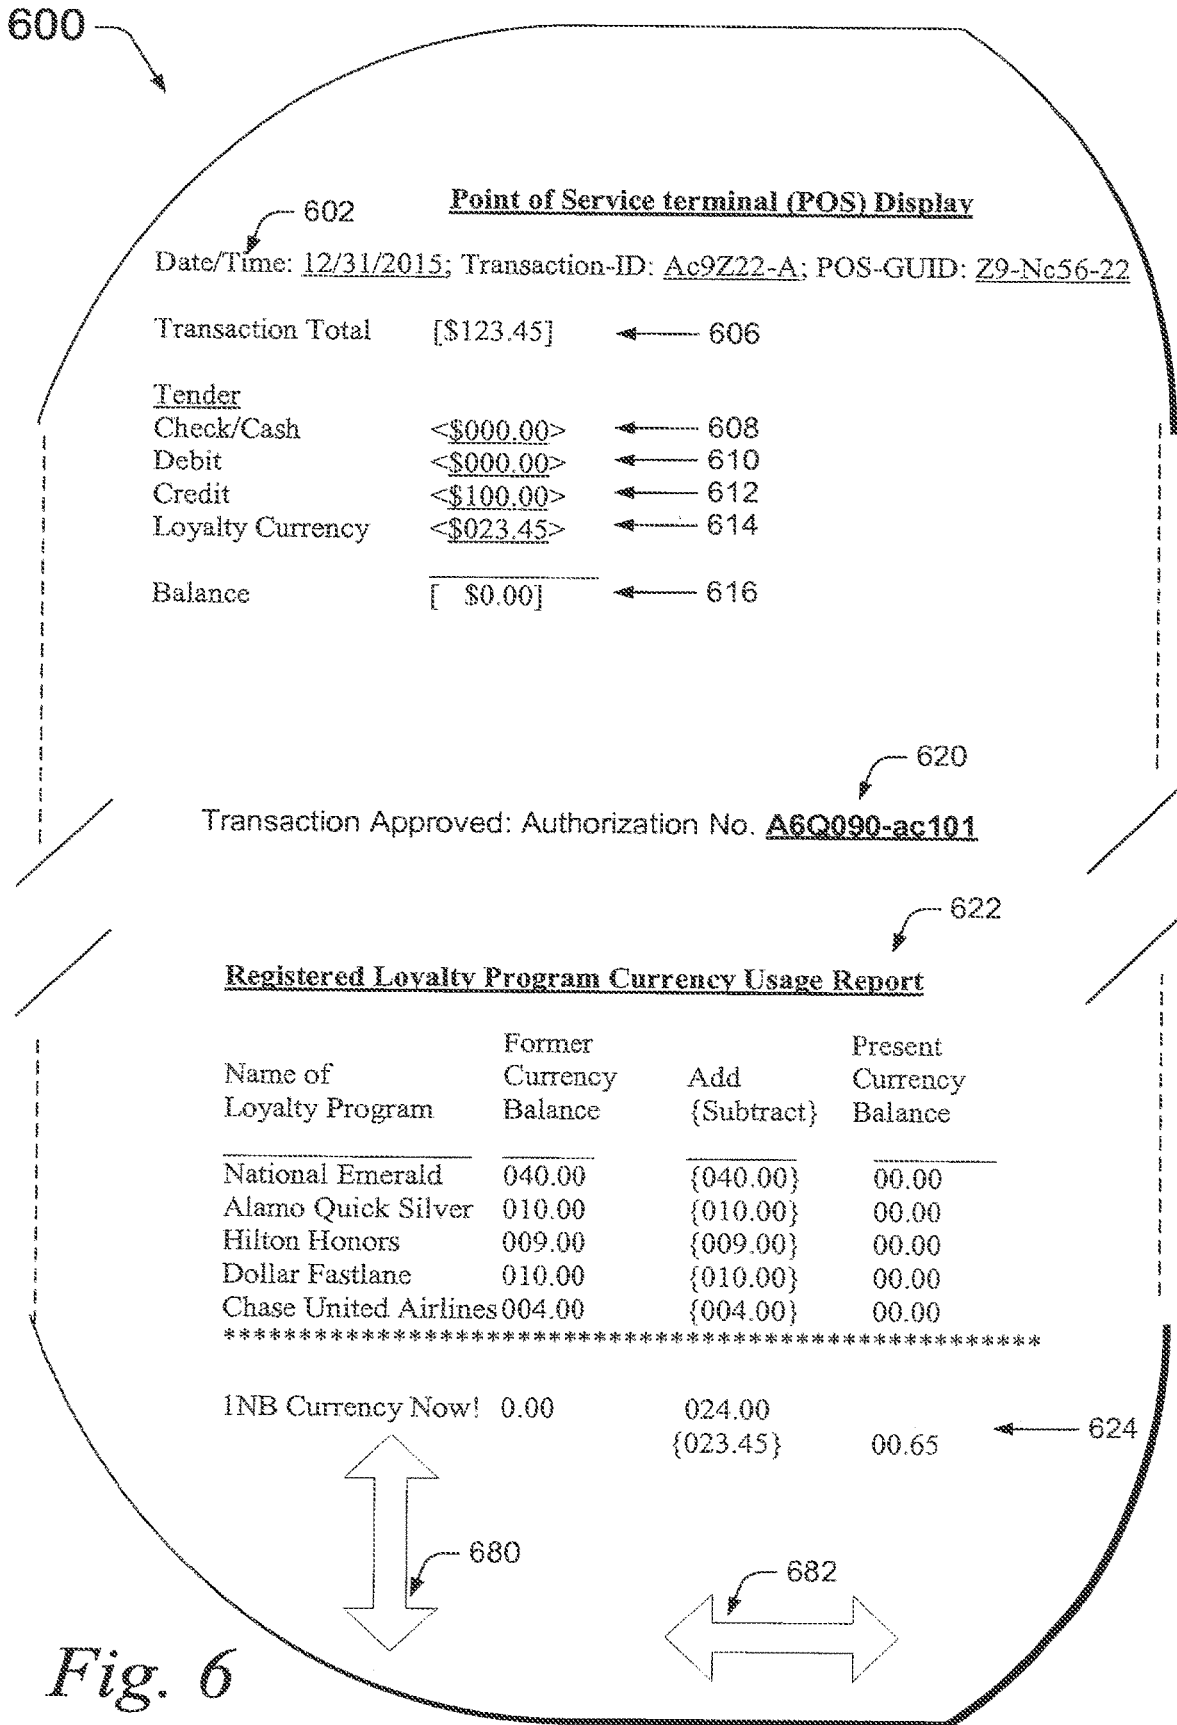 600
Point of Service terminal (POS) Display
602
Date/Time: 12/31/2015; Transaction-ID: Ac9Z22-A; POS-GUID: Z9-Nc56-22
Transaction Total [$123.45] 606
Tender
Check/Cash <$000.00> 608
Debit <$000.00> 610
Credit <$100.00> 612
Loyalty Currency <$023.45> 614
Balance [ $0.00] 616
620
Transaction Approved: Authorization No. A6Q090-ac101
622
Registered Loyalty Program Currency Usage Report
Former Present
Name of Currency Add Currency
Loyalty Program Balance {Subtract} Balance
National Emerald 040.00 {040.00} 00.00
Alamo Quick Silver 010.00 {010.00} 00.00
Hilton Honors 009.00 {009.00} 00.00
Dollar Fastlane 010.00 {010.00} 00.00
Chase United Airlines 004.00 {004.00} 00.00
*****************************************************
1NB Currency Now! 0.00 024.00
{023.45} 00.65 624
680
682
Fig. 6